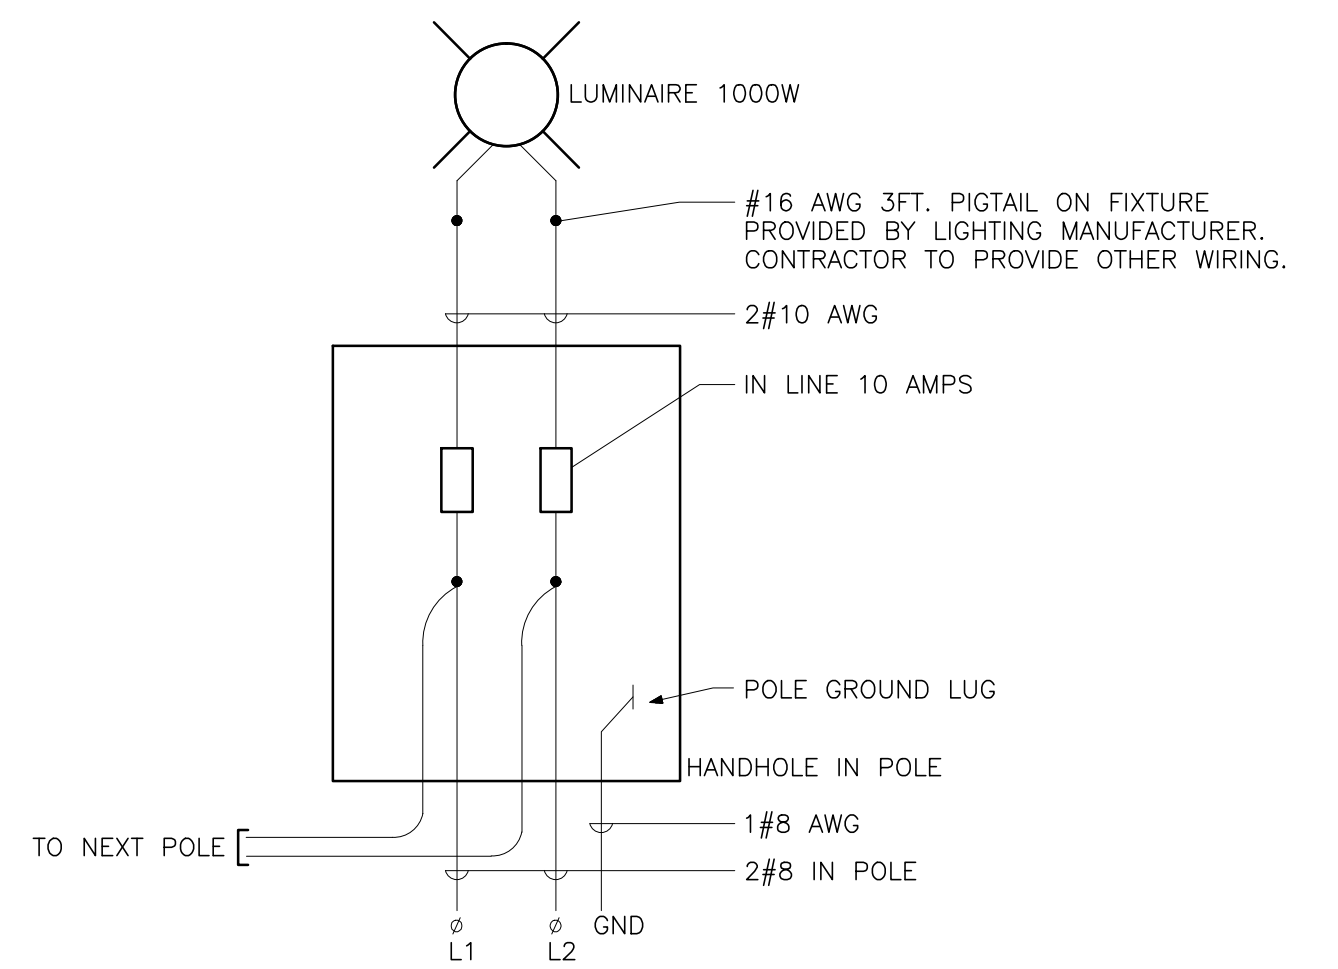 LUMINAIRE 1000W
#16 AWG 3FT. PIGTAIL ON FIXTURE
PROVIDED BY LIGHTING MANUFACTURER.
CONTRACTOR TO PROVIDE OTHER WIRING.
2#10 AWG
IN LINE 10 AMPS
POLE GROUND LUG
HANDHOLE IN POLE
1#8 AWG
TO NEXT POLE
2#8 IN POLE
Ø L1
Ø L2
GND